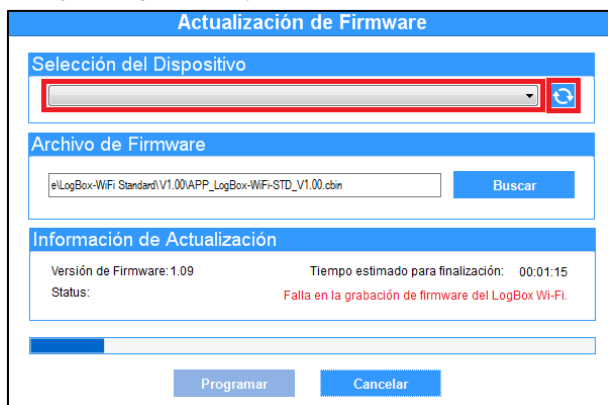 Actualización de Firmware
Selección del Dispositivo
Archivo de Firmware
e\LogBox-WiFi Standard\V1.00\APP_LogBox-WiFi-STD_V1.00.cbin
Buscar
Información de Actualización
Versión de Firmware: 1.09 Tiempo estimado para finalización: 00:01:15
Status: Falla en la grabación de firmware del LogBox Wi-Fi.
Programar Cancelar